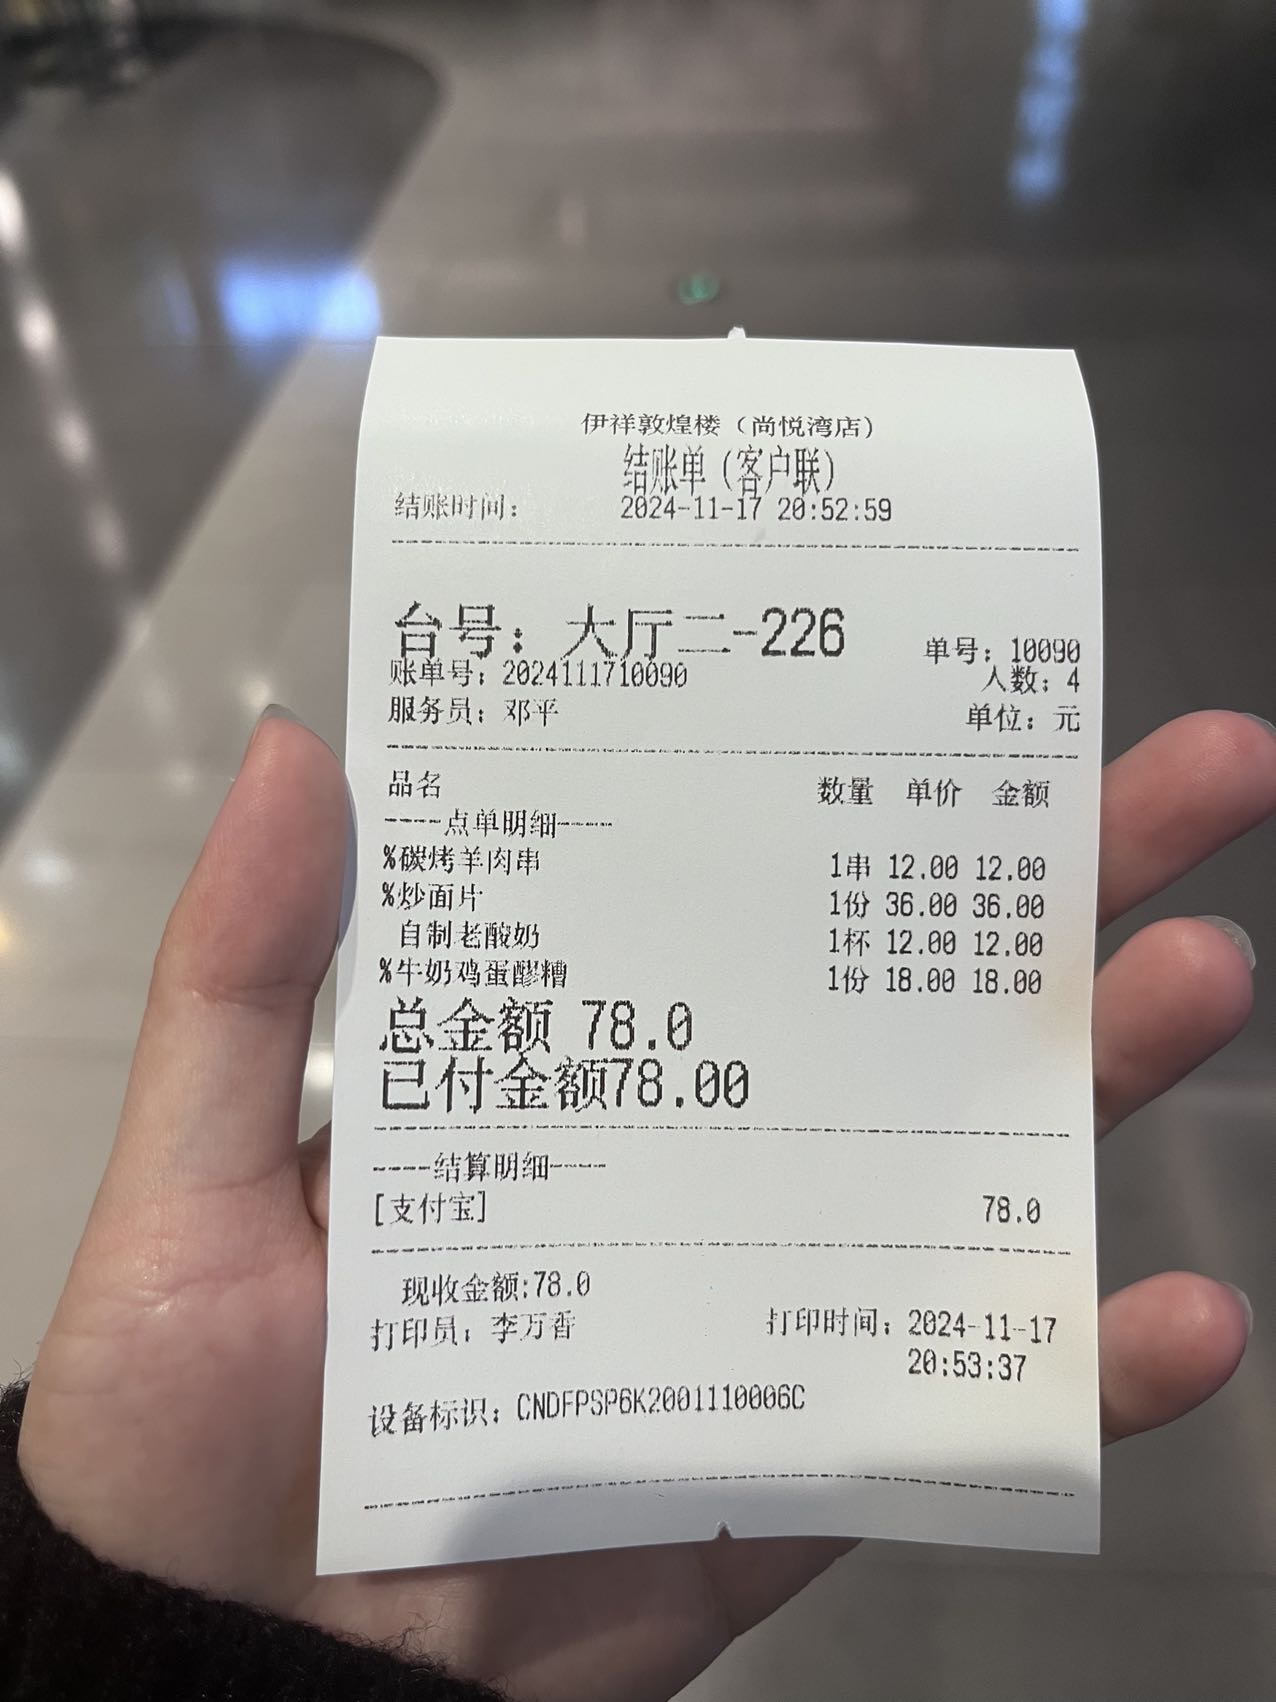 伊祥敦煌楼（尚悦湾店）
结账单（客户联）
结账时间： 2024-11-17 20:52:59
台号：大厅二-226 单号：10090
账单号：2024111710090 人数：4
服务员：邓平 单位：元
品名 数量 单价 金额
----点单明细----
%碳烤羊肉串 1串 12.00 12.00
%炒面片 1份 36.00 36.00
自制老酸奶 1杯 12.00 12.00
%牛奶鸡蛋醪糟 1份 18.00 18.00
总金额 78.0
已付金额78.00
----结算明细----
[支付宝] 78.0
现收金额:78.0
打印员：李万香 打印时间：2024-11-17
20:53:37
设备标识：CNDFPSP6K2001110006C